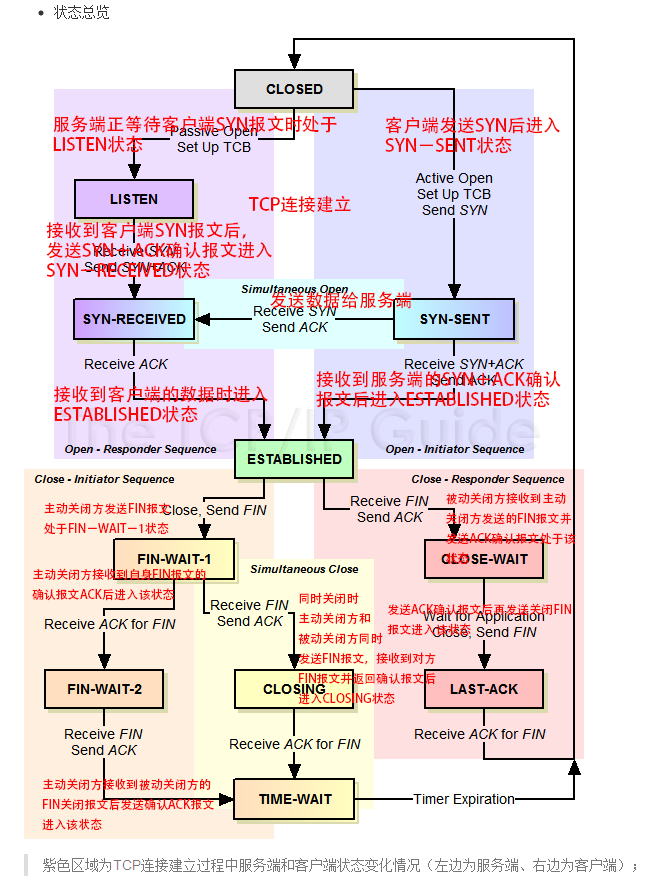 状态总览
CLOSED
服务端正等待客户端SYN报文时处于
LISTEN状态
Passive Open
Set Up TCB
客户端发送SYN后进入
SYN－SENT状态
Active Open
Set Up TCB
Send SYN
LISTEN
TCP连接建立
接收到客户端SYN报文后，
发送SYN＋ACK确认报文进入
SYN－RECEIVED状态
Receive SYN
Send SYN+ACK
Simultaneous Open
发送数据给服务端
Receive SYN
Send ACK
SYN-RECEIVED
SYN-SENT
Receive ACK
Receive SYN+ACK
Send ACK
接收到客户端的数据时进入
ESTABLISHED状态
接收到服务端的SYN＋ACK确认
报文后进入ESTABLISHED状态
The TCP/IP Guide
Open - Responder Sequence
Open - Initiator Sequence
ESTABLISHED
Close - Initiator Sequence
Close - Responder Sequence
主动关闭方发送FIN报文
处于FIN－WAIT－1状态
Close, Send FIN
Receive FIN
Send ACK
被动关闭方接收到主动
关闭方发送的FIN报文并
发送ACK确认报文处于该
状态
FIN-WAIT-1
CLOSE-WAIT
Simultaneous Close
主动关闭方接收到自身FIN报文的
确认报文ACK后进入该状态
Receive ACK for FIN
Receive FIN
Send ACK
同时关闭时
主动关闭方和
被动关闭方同时
发送FIN报文，接收到对方
FIN报文并返回确认报文后
进入CLOSING状态
发送ACK确认报文后再发送关闭FIN
报文进入该状态
Wait for Application
Close, Send FIN
FIN-WAIT-2
CLOSING
LAST-ACK
Receive FIN
Send ACK
Receive ACK for FIN
Receive ACK for FIN
主动关闭方接收到被动关闭方的
FIN关闭报文后发送确认ACK报文
进入该状态
TIME-WAIT
Timer Expiration
紫色区域为TCP连接建立过程中服务端和客户端状态变化情况（左边为服务端、右边为客户端）；